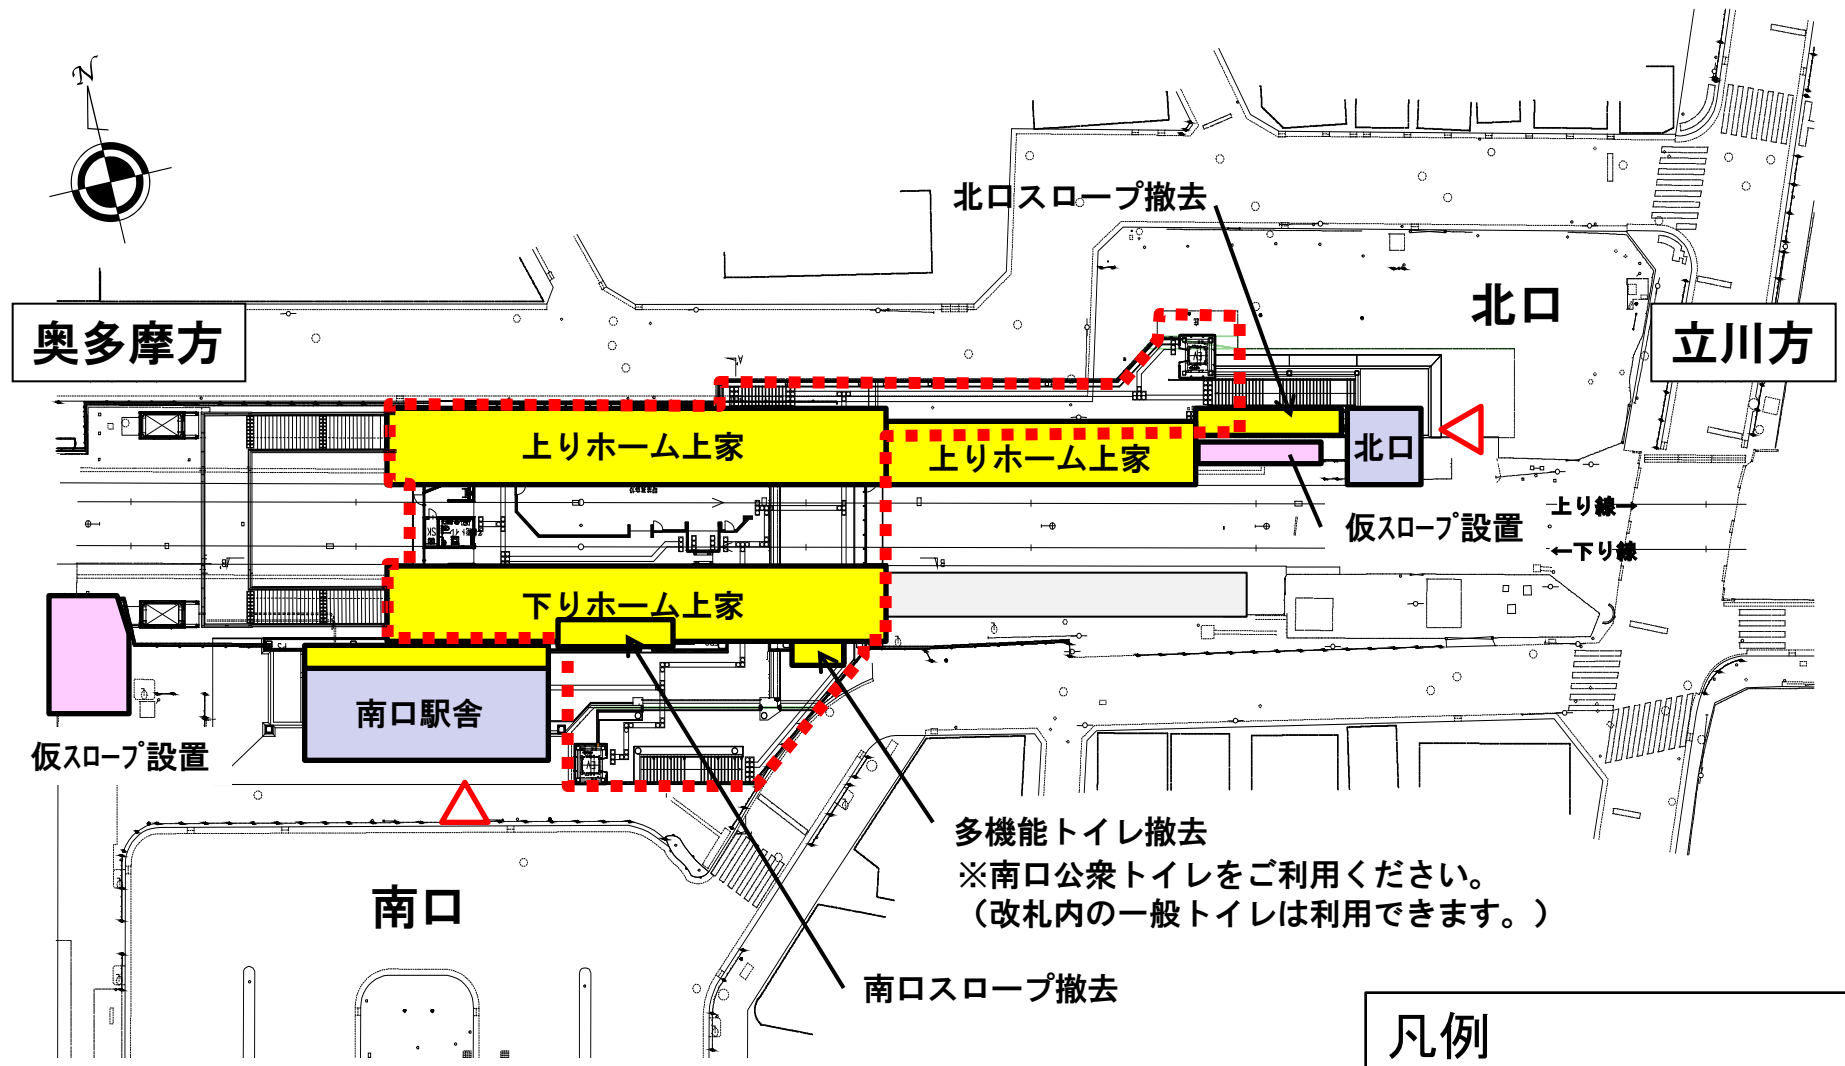 N
北口スロープ撤去
北口
奥多摩方
立川方
上りホーム上家
上りホーム上家
北口
仮スロープ設置
上り線→
←下り線
下りホーム上家
南口駅舎
仮スロープ設置
多機能トイレ撤去
※南口公衆トイレをご利用ください。
（改札内の一般トイレは利用できます。）
南口
南口スロープ撤去
凡例